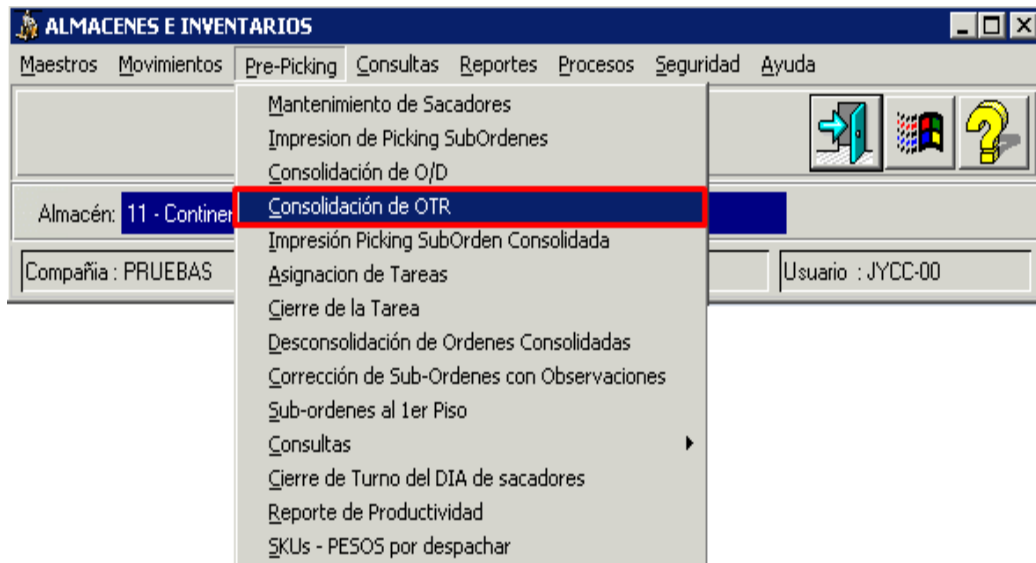 ALMACENES E INVENTARIOS
Maestros Movimientos Pre-Picking Consultas Reportes Procesos Seguridad Ayuda
Mantenimiento de Sacadores
Impresion de Picking SubOrdenes
Consolidación de O/D
Almacén: 11 - Contine
Consolidación de OTR
Impresión Picking SubOrden Consolidada
Compañia : PRUEBAS
Usuario : JYCC-00
Asignacion de Tareas
Cierre de la Tarea
Desconsolidación de Ordenes Consolidadas
Corrección de Sub-Ordenes con Observaciones
Sub-ordenes al 1er Piso
Consultas
Cierre de Turno del DIA de sacadores
Reporte de Productividad
SKUs - PESOS por despachar